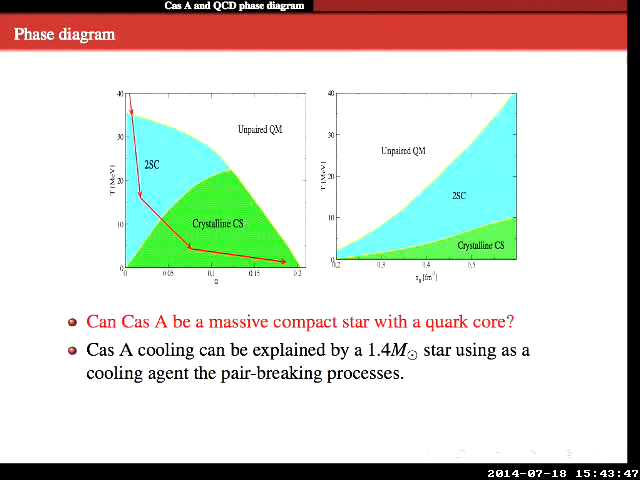 Cas A and QCD phase diagram
Phase diagram
40
30
20
10
0
T [MeV]
Unpaired QM
2SC
Crystalline CS
0
0.05
0.1
0.15
0.2
α
40
30
20
10
0
T [MeV]
Unpaired QM
2SC
Crystalline CS
0.2
0.3
0.4
0.5
Can Cas A be a massive compact star with a quark core?
Cas A cooling can be explained by a 1.4M☉ star using as a
cooling agent the pair-breaking processes.
2014-07-18 15:43:47